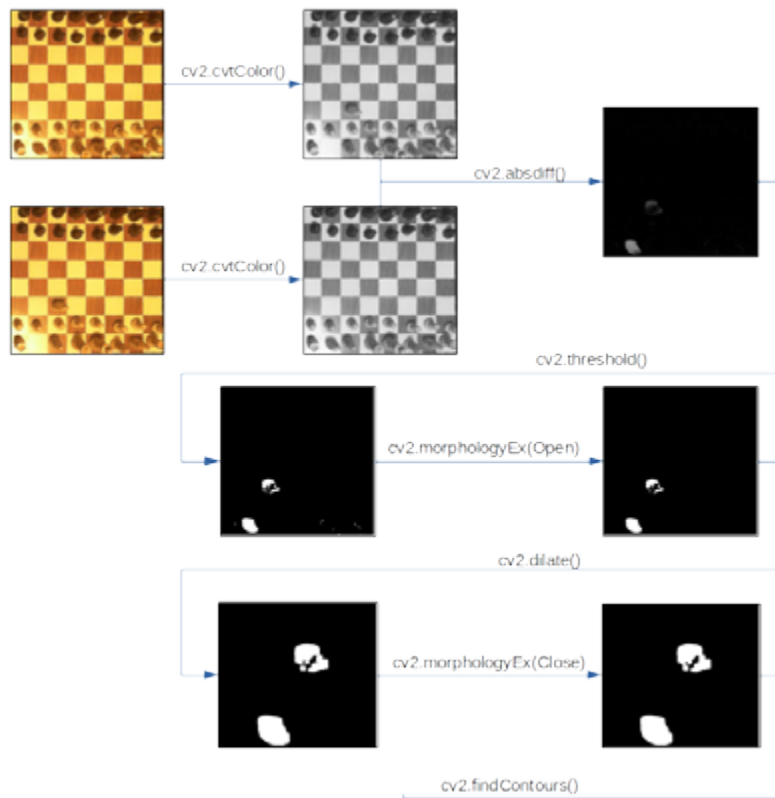 cv2.cvtColor()
cv2.absdiff()
cv2.cvtColor()
cv2.threshold()
cv2.morphologyEx(Open)
cv2.dilate()
cv2.morphologyEx(Close)
cv2.findContours()